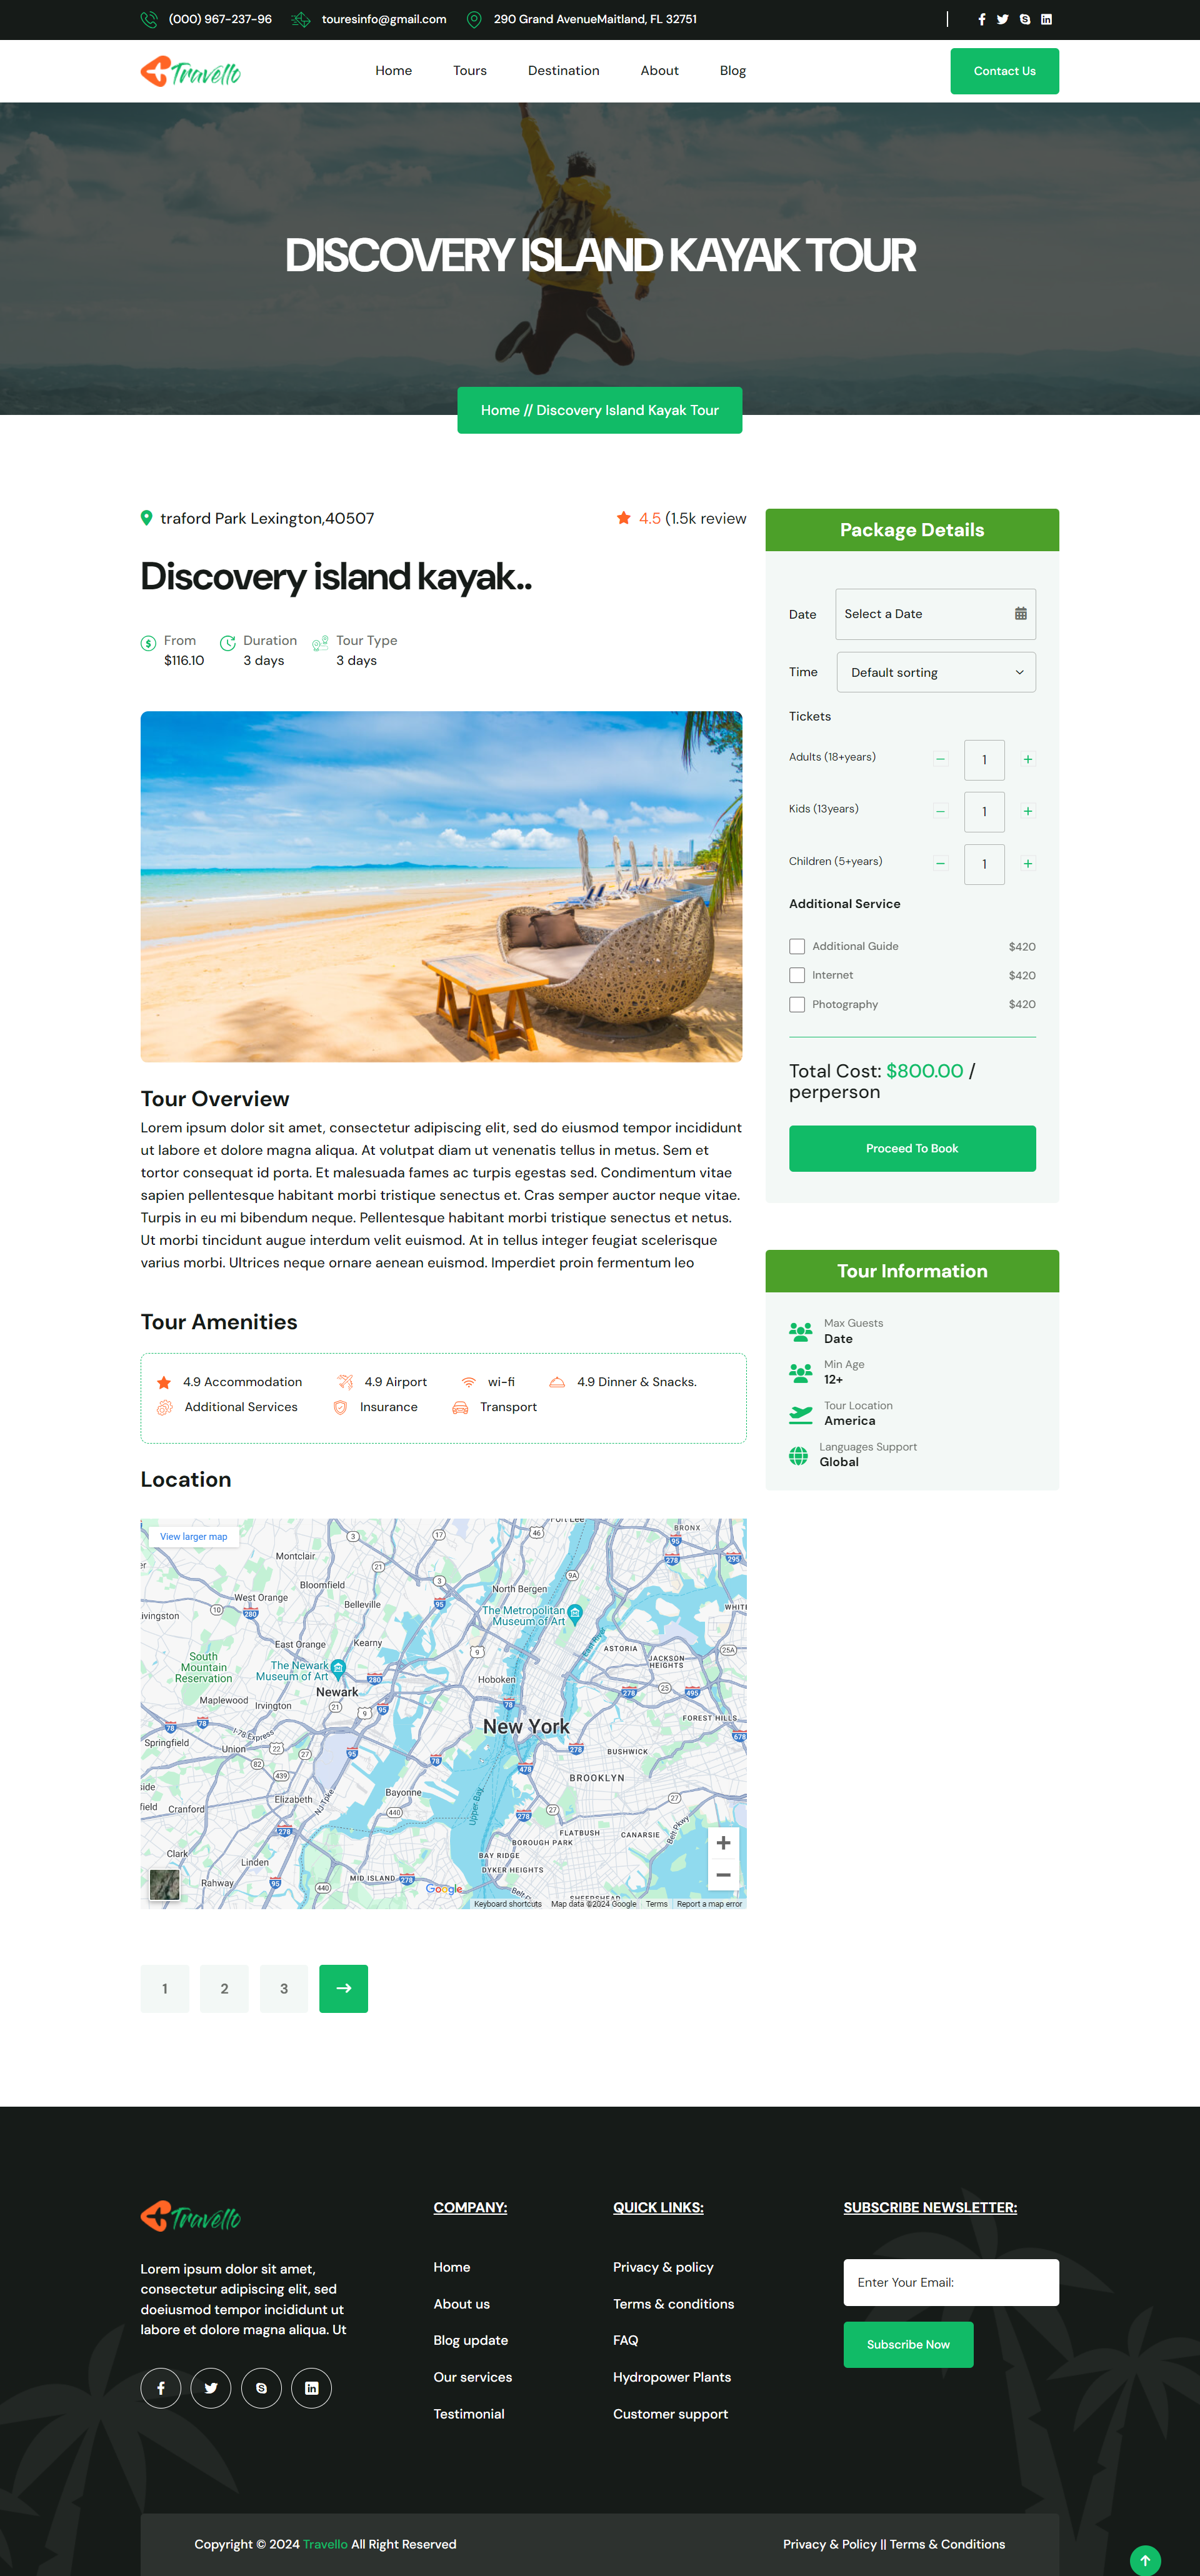 (000) 967-237-96
touresinfo@gmail.com
290 Grand AvenueMaitland, FL 32751
Travello
Home
Tours
Destination
About
Blog
Contact Us
DISCOVERY ISLAND KAYAK TOUR
Home // Discovery Island Kayak Tour
traford Park Lexington,40507
4.5 (1.5k review
Discovery island kayak..
From
$116.10
Duration
3 days
Tour Type
3 days
Tour Overview
Lorem ipsum dolor sit amet, consectetur adipiscing elit, sed do eiusmod tempor incididunt
ut labore et dolore magna aliqua. At volutpat diam ut venenatis tellus in metus. Sem et
tortor consequat id porta. Et malesuada fames ac turpis egestas sed. Condimentum vitae
sapien pellentesque habitant morbi tristique senectus et. Cras semper auctor neque vitae.
Turpis in eu mi bibendum neque. Pellentesque habitant morbi tristique senectus et netus.
Ut morbi tincidunt augue interdum velit euismod. At in tellus integer feugiat scelerisque
varius morbi. Ultrices neque ornare aenean euismod. Imperdiet proin fermentum leo
Tour Amenities
4.9 Accommodation
4.9 Airport
wi-fi
4.9 Dinner & Snacks.
Additional Services
Insurance
Transport
Location
View larger map
Fort Lee
BRONX
Montclair
Bloomfield
North Bergen
West Orange
Belleville
The Metropolitan
Museum of Art
East River
ivingston
East Orange
Kearny
ASTORIA
JACKSON
HEIGHTS
South
Mountain
Reservation
The Newark
Museum of Art
Hoboken
Newark
Maplewood
Irvington
New York
FOREST HILLS
I-78 Express
Springfield
Union
BUSHWICK
BROOKLYN
Bayonne
Elizabeth
NJ Tpke
Upper Bay
Cranford
FLATBUSH
CANARSIE
Belt Pkwy
BOROUGH PARK
Clark
Linden
BAY RIDGE
DYKER HEIGHTS
Rahway
MID ISLAND
Google
SHEEPSHEAD
Keyboard shortcuts
Map data ©2024 Google
Terms
Report a map error
1
2
3
Package Details
Date
Select a Date
Time
Default sorting
Tickets
Adults (18+years)
1
Kids (13years)
1
Children (5+years)
1
Additional Service
Additional Guide
$420
Internet
$420
Photography
$420
Total Cost: $800.00 /
perperson
Proceed To Book
Tour Information
Max Guests
Date
Min Age
12+
Tour Location
America
Languages Support
Global
Travello
Lorem ipsum dolor sit amet,
consectetur adipiscing elit, sed
doeiusmod tempor incididunt ut
labore et dolore magna aliqua. Ut
COMPANY:
Home
About us
Blog update
Our services
Testimonial
QUICK LINKS:
Privacy & policy
Terms & conditions
FAQ
Hydropower Plants
Customer support
SUBSCRIBE NEWSLETTER:
Enter Your Email:
Subscribe Now
Copyright © 2024 Travello All Right Reserved
Privacy & Policy || Terms & Conditions